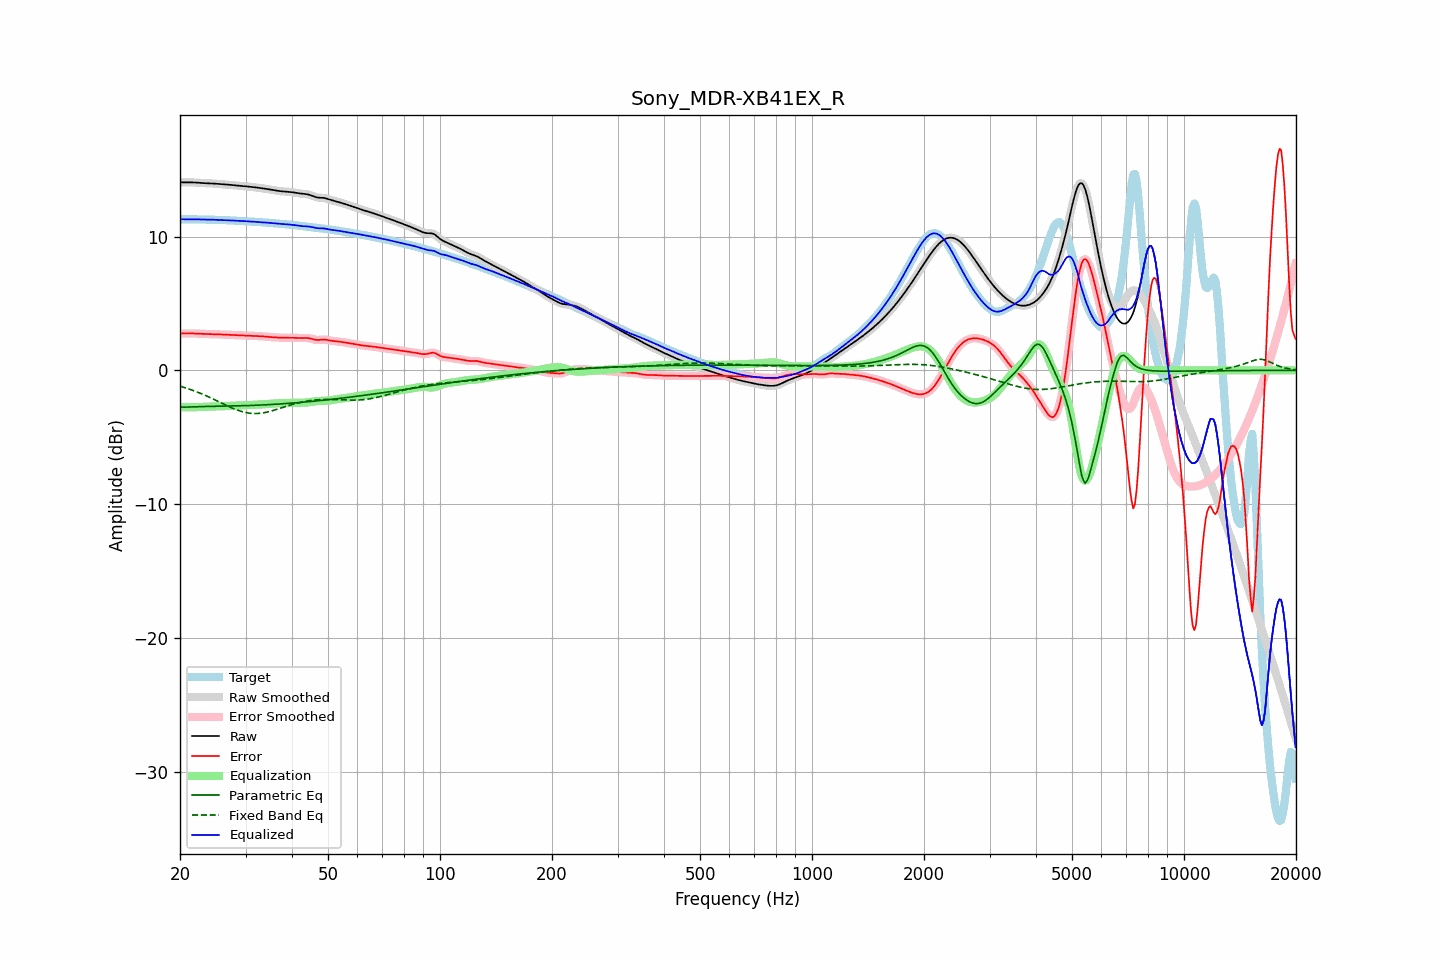 Sony_MDR-XB41EX_R
Amplitude (dBr)
10
0
−10
−20
−30
Target
Raw Smoothed
Error Smoothed
Raw
Error
Equalization
Parametric Eq
Fixed Band Eq
Equalized
20 50 100 200 500 1000 2000 5000 10000 20000
Frequency (Hz)